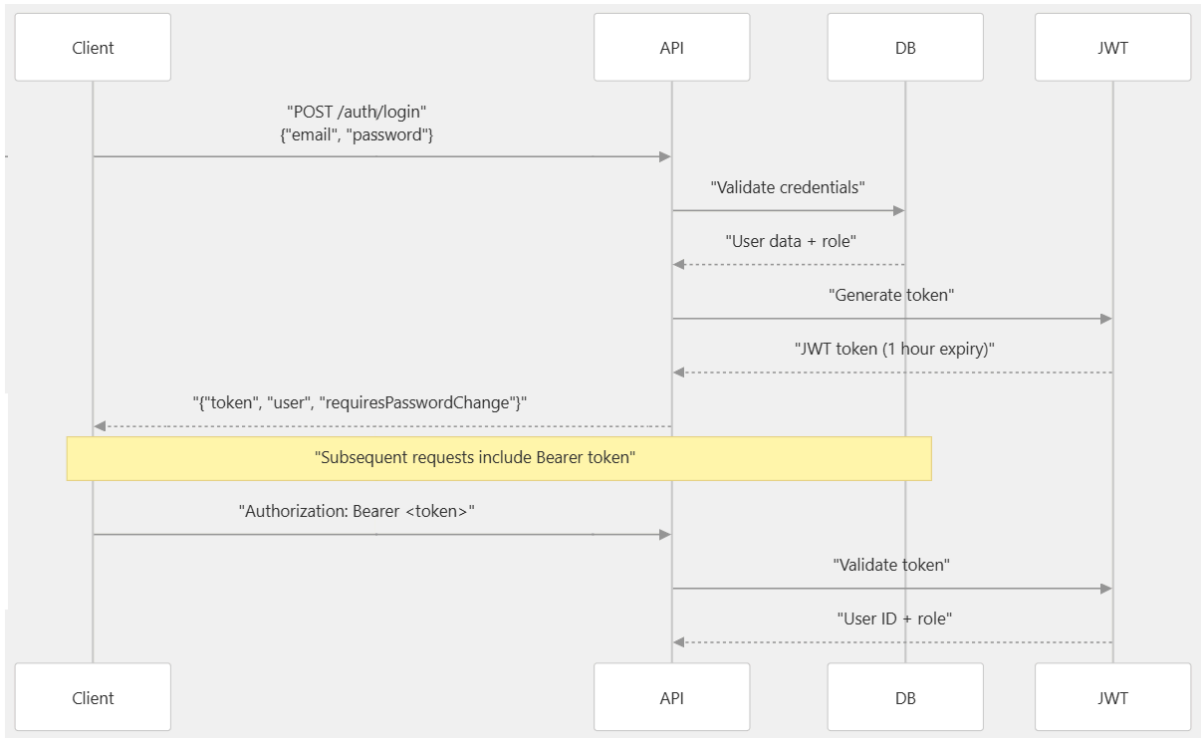 Client API DB JWT
"POST /auth/login"
{"email", "password"}
"Validate credentials"
"User data + role"
"Generate token"
"JWT token (1 hour expiry)"
"{"token", "user", "requiresPasswordChange"}"
"Subsequent requests include Bearer token"
"Authorization: Bearer <token>"
"Validate token"
"User ID + role"
Client API DB JWT